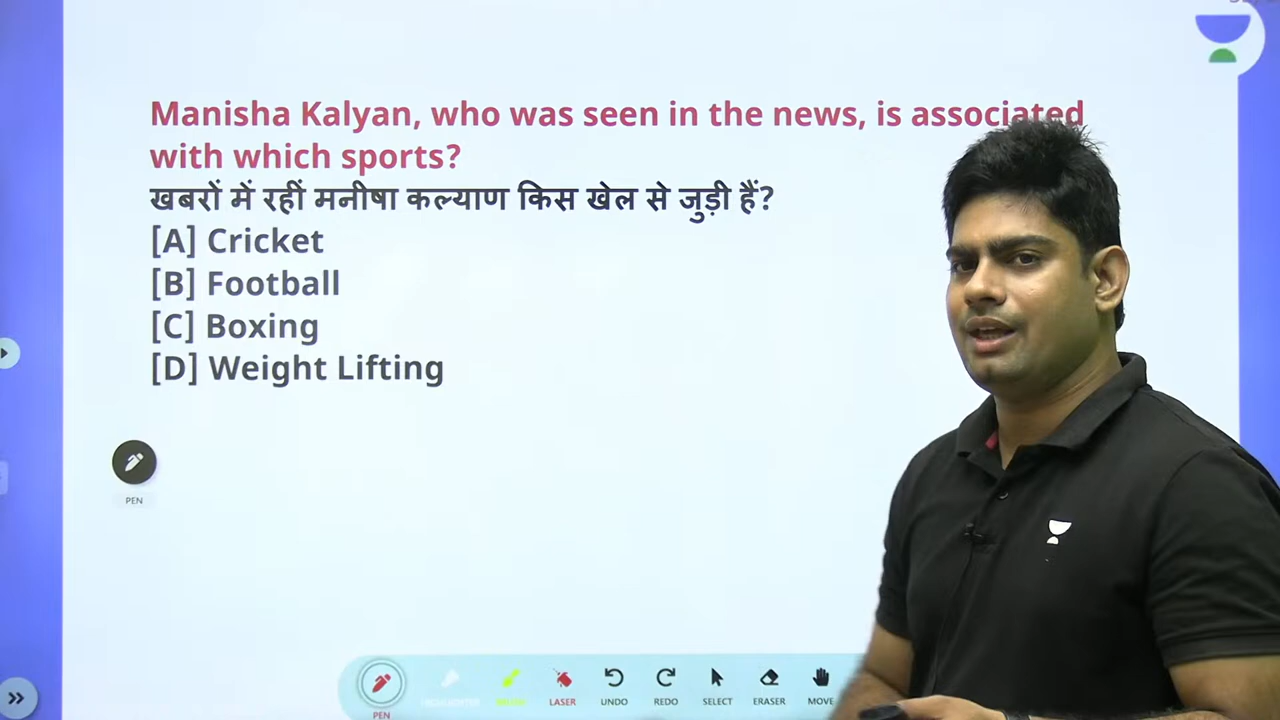 Manisha Kalyan, who was seen in the news, is associated
with which sports?
खबरों में रहीं मनीषा कल्याण किस खेल से जुड़ी हैं?
[A] Cricket
[B] Football
[C] Boxing
[D] Weight Lifting
PEN
PEN
HIGHLIGHTER
LASER
UNDO
REDO
SELECT
ERASER
MOVE